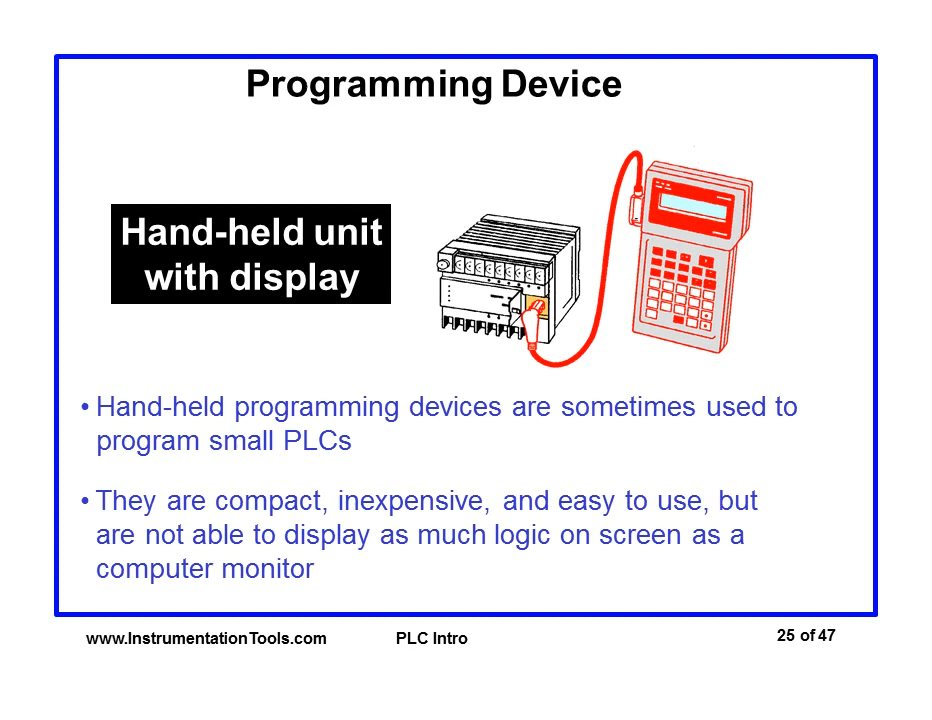 Programming Device
Hand-held unit
with display
• Hand-held programming devices are sometimes used to
program small PLCs
• They are compact, inexpensive, and easy to use, but
are not able to display as much logic on screen as a
computer monitor
www.InstrumentationTools.com PLC Intro 25 of 47